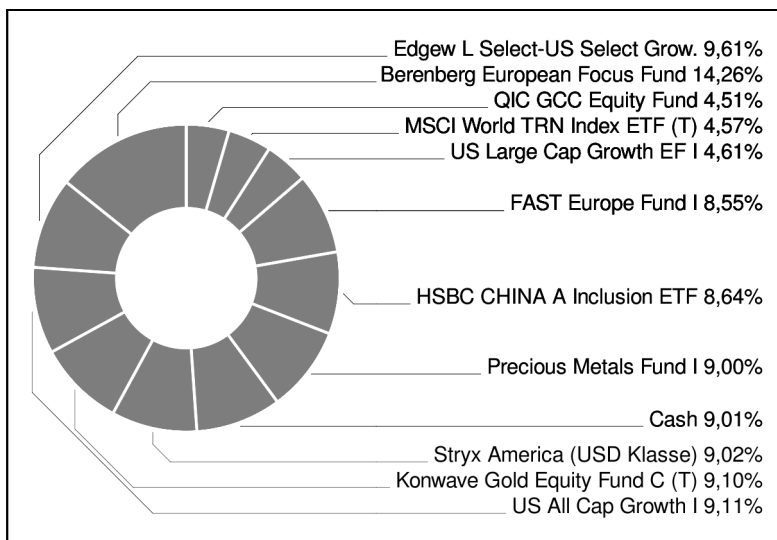 Edgew L Select-US Select Grow. 9,61%
Berenberg European Focus Fund 14,26%
QIC GCC Equity Fund 4,51%
MSCI World TRN Index ETF (T) 4,57%
US Large Cap Growth EF I 4,61%
FAST Europe Fund I 8,55%
HSBC CHINA A Inclusion ETF 8,64%
Precious Metals Fund I 9,00%
Cash 9,01%
Stryx America (USD Klasse) 9,02%
Konwave Gold Equity Fund C (T) 9,10%
US All Cap Growth I 9,11%